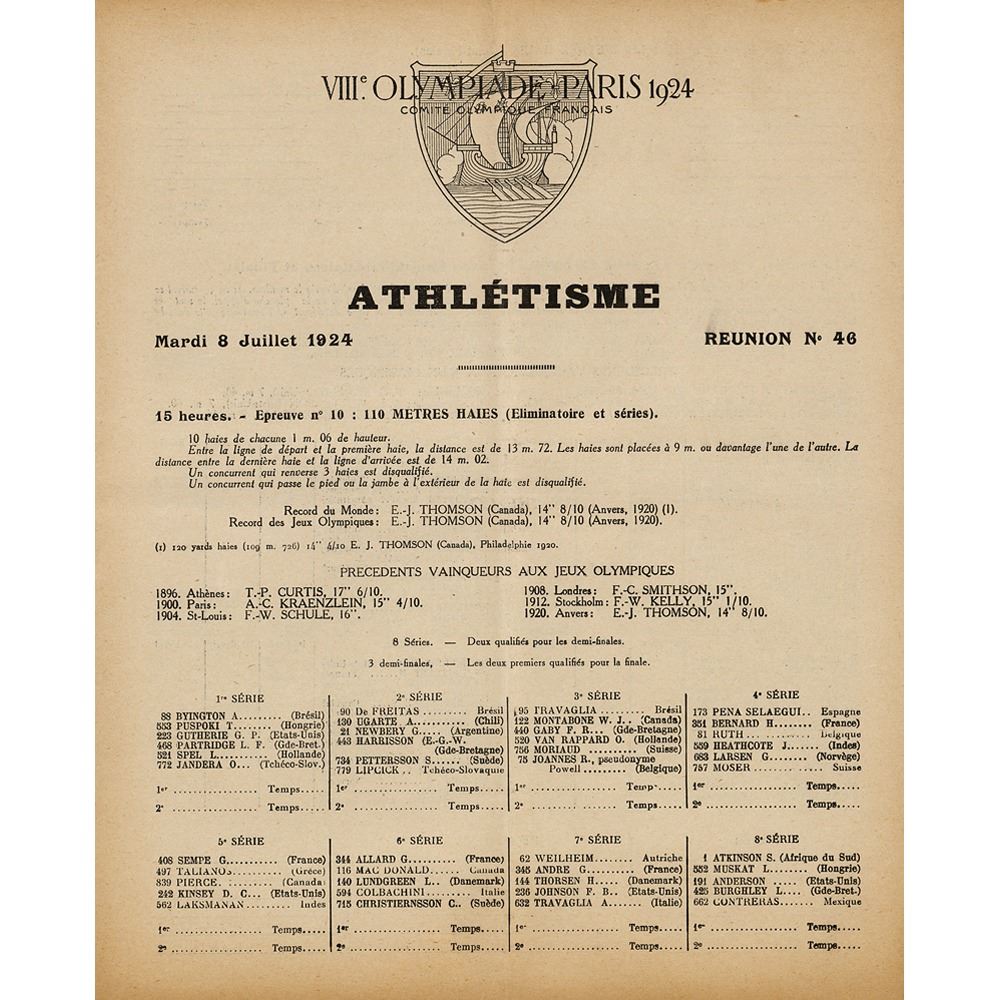 VIIIe. OLYMPIADE-PARIS 1924
COMITÉ OLYMPIQUE FRANÇAIS
ATHLÉTISME
Mardi 8 Juillet 1924
REUNION No 46
15 heures. - Epreuve no 10 : 110 METRES HAIES (Eliminatoire et séries).
10 haies de chacune 1 m. 06 de hauteur.
Entre la ligne de départ et la première haie, la distance est de 13 m. 72. Les haies sont placées à 9 m. ou davantage l'une de l'autre. La
distance entre la dernière haie et la ligne d'arrivée est de 14 m. 02.
Un concurrent qui renverse 3 haies est disqualifié.
Un concurrent qui passe le pied ou la jambe à l'extérieur de la haie est disqualifié.
Record du Monde : E.-J. THOMSON (Canada), 14" 8/10 (Anvers, 1920) (1).
Record des Jeux Olympiques : E.-J. THOMSON (Canada), 14" 8/10 (Anvers, 1920).
(1) 120 yards haies (109 m. 726) 14" 4/10 E. J. THOMSON (Canada), Philadelphie 1920.
PRECEDENTS VAINQUEURS AUX JEUX OLYMPIQUES
1896. Athènes : T.-P. CURTIS, 17" 6/10.
1900. Paris : A.-C. KRAENZLEIN, 15" 4/10.
1904. St-Louis : F.-W. SCHULE, 16".
1908. Londres : F.-C. SMITHSON, 15".
1912. Stockholm : F.-W. KELLY, 15" 1/10.
1920. Anvers : E.-J. THOMSON, 14" 8/10.
8 Séries. — Deux qualifiés pour les demi-finales.
3 demi-finales, — Les deux premiers qualifiés pour la finale.
1re SÉRIE
88 BYINGTON A......... (Brésil)
533 PUSPOKI T......... (Hongrie)
223 GUTHERIE G. P. (Etats-Unis)
468 PARTRIDGE L. F. (Gde-Bret.)
521 SPEL L........... (Hollande)
772 JANDERA O... (Tchéco-Slov.)
1er ............... Temps.....
2e ............... Temps.....
2e SÉRIE
90 De FREITAS ......... Brésil
130 UGARTE A.......... (Chili)
21 NEWBERY G.... (Argentine)
443 HARRISSON (E.-G.-W.
(Gde-Bretagne)
734 PETTERSSON S..... (Suède)
779 LIPCICK .. Tchéco-Slovaquie
1er ............... Temps.....
2e ............... Temps.....
3e SÉRIE
95 TRAVAGLIA ........ Brésil
122 MONTABONE W. J. . (Canada)
440 GABY F. R... (Gde-Bretagne)
520 VAN RAPPARD O. (Hollande)
756 MORIAUD ......... (Suisse)
75 JOANNES R., pseudonyme
Powell ......... (Belgique)
1er ............... Temps.....
2e ............... Temps.....
4e SÉRIE
173 PENA SELAEGUI.. Espagne
351 BERNARD H........ (France)
81 RUTH ............ Belgique
559 HEATHCOTE J...... (Indes)
683 LARSEN G........ (Norvège)
757 MOSER ............ Suisse
1er ............... Temps.....
2e ............... Temps.....
5e SÉRIE
408 SEMPE G.......... (France)
497 TALIANOS......... (Grèce)
839 PIERCE. ......... (Canada)
242 KINSEY D. C... (Etats-Unis)
562 LAKSMANAN ........ Indes
1er ............... Temps.....
2e ............... Temps.....
6e SÉRIE
344 ALLARD G.......... (France)
116 MAC DONALD...... Canada
140 LUNDGREEN L.. (Danemark)
594 COLBACHINI ....... Italie
715 CHRISTIERNSSON C.. (Suède)
1er ............... Temps.....
2e ............... Temps.....
7e SÉRIE
62 WEILHEIM........ Autriche
345 ANDRE G.......... (France)
144 THORSEN H..... (Danemark)
236 JOHNSON F. B... (Etats-Unis)
632 TRAVAGLIA A....... (Italie)
1er ............... Temps.....
2e ............... Temps.....
8e SÉRIE
1 ATKINSON S. (Afrique du Sud)
552 MUSKAT L......... (Hongrie)
191 ANDERSON ..... (Etats-Unis)
425 BURGHLEY L.. (Gde-Bret.)
662 CONTRERAS....... Mexique
1er ............... Temps.....
2e ............... Temps.....